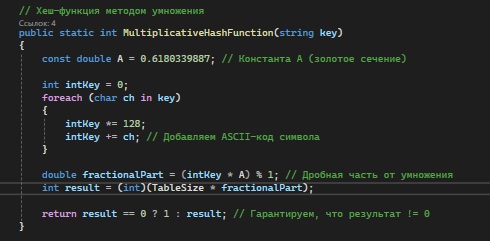 // Хеш-функция методом умножения
Ссылок: 4
public static int MultiplicativeHashFunction(string key)
{
    const double A = 0.6180339887; // Константа A (золотое сечение)

    int intKey = 0;
    foreach (char ch in key)
    {
        intKey *= 128;
        intKey += ch; // Добавляем ASCII-код символа
    }

    double fractionalPart = (intKey * A) % 1; // Дробная часть от умножения
    int result = (int)(TableSize * fractionalPart);

    return result == 0 ? 1 : result; // Гарантируем, что результат != 0
}